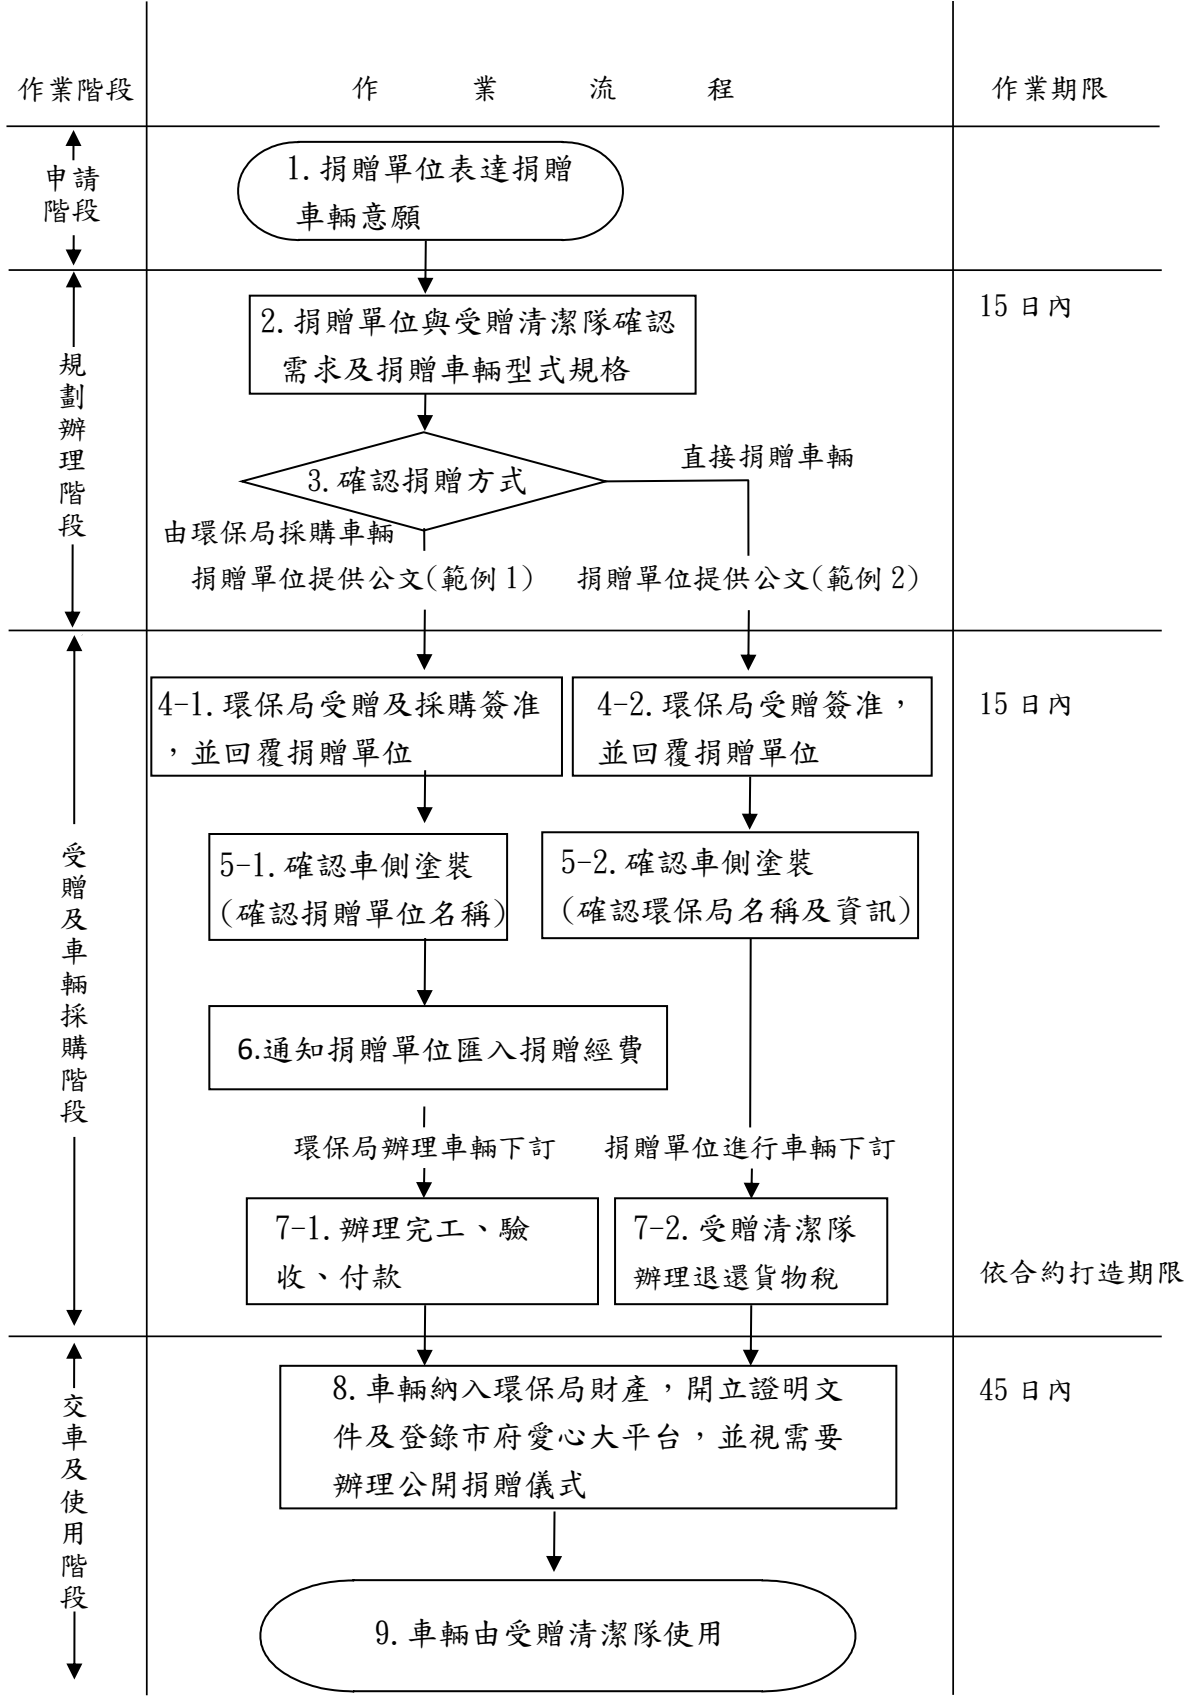 作業階段
作業流程
作業期限
申請
階段
1.捐贈單位表達捐贈
車輛意願
規劃辦理階段
15日內
2.捐贈單位與受贈清潔隊確認
需求及捐贈車輛型式規格
3.確認捐贈方式
直接捐贈車輛
由環保局採購車輛
捐贈單位提供公文(範例1)
捐贈單位提供公文(範例2)
受贈及車輛採購階段
4-1.環保局受贈及採購簽准
，並回覆捐贈單位
4-2.環保局受贈簽准，
並回覆捐贈單位
15日內
5-1.確認車側塗裝
(確認捐贈單位名稱)
5-2.確認車側塗裝
(確認環保局名稱及資訊)
6.通知捐贈單位匯入捐贈經費
環保局辦理車輛下訂
捐贈單位進行車輛下訂
7-1.辦理完工、驗
收、付款
7-2.受贈清潔隊
辦理退還貨物稅
依合約打造期限
交車及使用階段
8.車輛納入環保局財產，開立證明文
件及登錄市府愛心大平台，並視需要
辦理公開捐贈儀式
45日內
9.車輛由受贈清潔隊使用